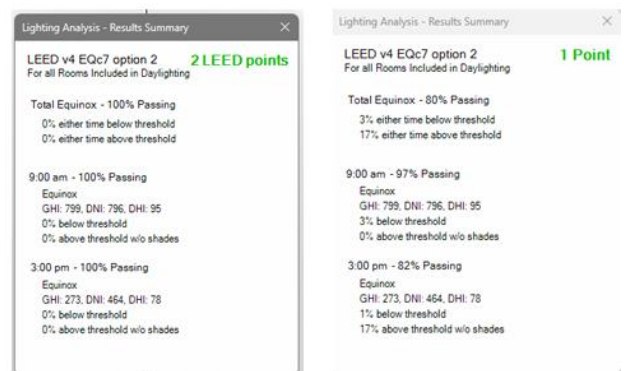 Lighting Analysis - Results Summary
LEED v4 EQc7 option 2
2 LEED points
For all Rooms Included in Daylighting
Total Equinox - 100% Passing
0% either time below threshold
0% either time above threshold
9:00 am - 100% Passing
Equinox
GHI: 799, DNI: 796, DHI: 95
0% below threshold
0% above threshold w/o shades
3:00 pm - 100% Passing
Equinox
GHI: 273, DNI: 464, DHI: 78
0% below threshold
0% above threshold w/o shades
Lighting Analysis - Results Summary
LEED v4 EQc7 option 2
1 Point
For all Rooms Included in Daylighting
Total Equinox - 80% Passing
3% either time below threshold
17% either time above threshold
9:00 am - 97% Passing
Equinox
GHI: 799, DNI: 796, DHI: 95
3% below threshold
0% above threshold w/o shades
3:00 pm - 82% Passing
Equinox
GHI: 273, DNI: 464, DHI: 78
1% below threshold
17% above threshold w/o shades